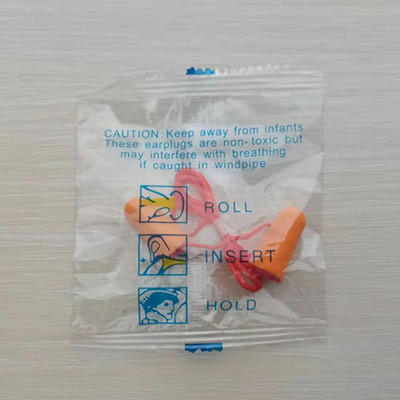 CAUTION: Keep away from Infants
These earplugs are non-toxic but
may interfere with breathing
if caught in windpipe
ROLL
INSERT
HOLD